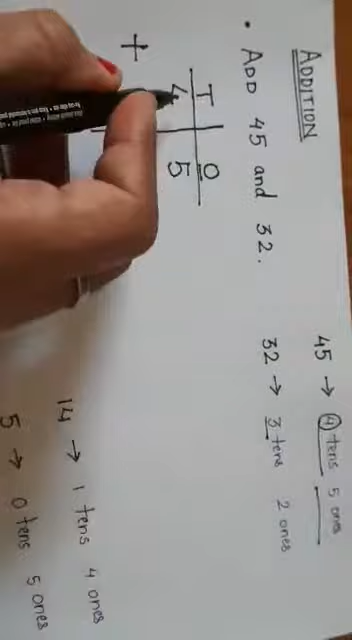 ADDITION
• ADD 45 and 32.
T O
4 5
+
45 → 4 tens 5 ones
32 → 3 tens 2 ones
14 → 1 tens 4 ones
5 → 0 tens 5 ones